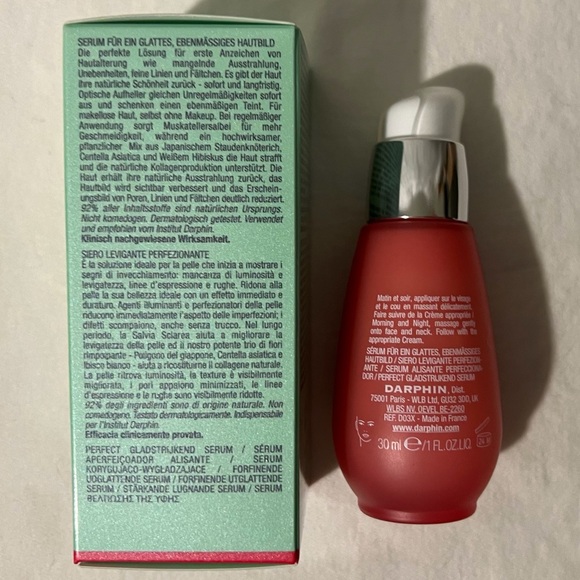 SERUM FÜR EIN GLATTES, EBENMÄSSIGES HAUTBILD
Die perfekte Lösung für erste Anzeichen von
Hautalterung wie mangelnde Ausstrahlung,
Unebenheiten, feine Linien und Fältchen. Es gibt der Haut
ihre natürliche Schönheit zurück - sofort und langfristig.
Optische Aufheller gleichen Unregelmäßigkeiten sofort
aus und schenken einen ebenmäßigen Teint. Für
makellose Haut, selbst ohne Makeup. Bei regelmäßiger
Anwendung sorgt Muskatellersalbei für mehr
Geschmeidigkeit, während ein hochwirksamer,
pflanzlicher Mix aus Japanischem Staudenknöterich,
Centella Asiatica und Weißem Hibiskus die Haut strafft
und die natürliche Kollagenproduktion unterstützt. Die
Haut erhält ihre natürliche Ausstrahlung zurück, das
Hautbild wird sichtbar verbessert und das Erschein-
ungsbild von Poren, Linien und Fältchen deutlich reduziert.
92% aller Inhaltsstoffe sind natürlichen Ursprungs.
Nicht komedogen. Dermatologisch getestet. Verwendet
und empfohlen vom Institut Darphin.
Klinisch nachgewiesene Wirksamkeit.
SIERO LEVIGANTE PERFEZIONANTE
È la soluzione ideale per la pelle che inizia a mostrare i
segni di invecchiamento: mancanza di luminosità e
levigatezza, linee d'espressione e rughe. Ridona alla
pelle la sua bellezza ideale con un effetto immediato e
duraturo. Agenti illuminanti e perfezionatori della pelle
riducono immediatamente l'aspetto delle imperfezioni; i
difetti scompaiono, anche senza trucco. Nel lungo
periodo, la Salvia Sciarea aiuta a migliorare la
levigatezza della pelle ed il nostro potente trio di fiori
rimpolpante - Poligono del giappone, Centella asiatica e
Ibisco bianco - aiuta a ricostituirne il collagene naturale.
La pelle ritrova luminosità, la texture è visibilmente
migliorata, i pori appaiono minimizzati, le linee
d'espressione e le rughe sono visibilmente ridotte.
92% degli ingredienti sono di origine naturale. Non
comedogeno. Testato dermatologicamente. Indispensabile
per l'Institut Darphin.
Efficacia clinicamente provata.
PERFECT GLADSTRIJKEND SERUM / SÉRUM
APERFEIÇOADOR ALISANTE / SERUM
KORYGUJĄCO-WYGŁADZAJĄCE / FORFINENDE
UDGLATTENDE SERUM / FORFINENDE UTGLATTENDE
SERUM / STÄRKANDE LUGNANDE SERUM / SERUM
ΒΕΛΤΙΩΣΗΣ ΤΗΣ ΥΦΗΣ
Matin et soir, appliquer sur le visage
et le cou en massant délicatement.
Faire suivre de la Crème appropriée /
Morning and Night, massage gently
onto face and neck. Follow with the
appropriate Cream.
SÉRUM FÜR EIN GLATTES, EBENMÄSSIGES
HAUTBILD / SIERO LEVIGANTE PERFEZION-
ANTE / SERUM ALISANTE PERFECCIONA-
DOR / PERFECT GLADSTRIJKEND SERUM
DARPHIN, Dist.
75001 Paris - WLB Ltd, GU32 3DD, UK
WLBS NV, OEVEL BE-2260
REF. D03X - Made in France
www.darphin.com
30 ml e / 1 FL.OZ.LIQ.